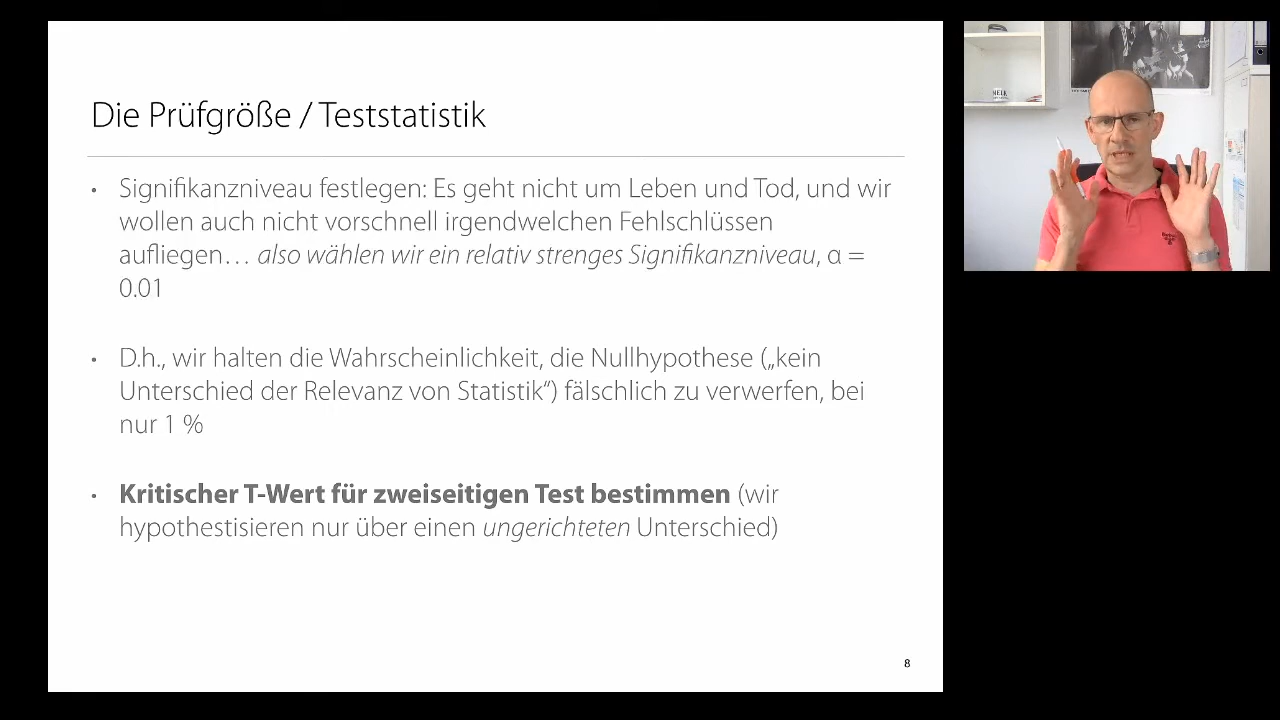 Die Prüfgröße / Teststatistik
• Signifikanzniveau festlegen: Es geht nicht um Leben und Tod, und wir
wollen auch nicht vorschnell irgendwelchen Fehlschlüssen
aufliegen… also wählen wir ein relativ strenges Signifikanzniveau, α =
0.01
• D.h., wir halten die Wahrscheinlichkeit, die Nullhypothese („kein
Unterschied der Relevanz von Statistik“) fälschlich zu verwerfen, bei
nur 1 %
• Kritischer T-Wert für zweiseitigen Test bestimmen (wir
hypothestisieren nur über einen ungerichteten Unterschied)
8